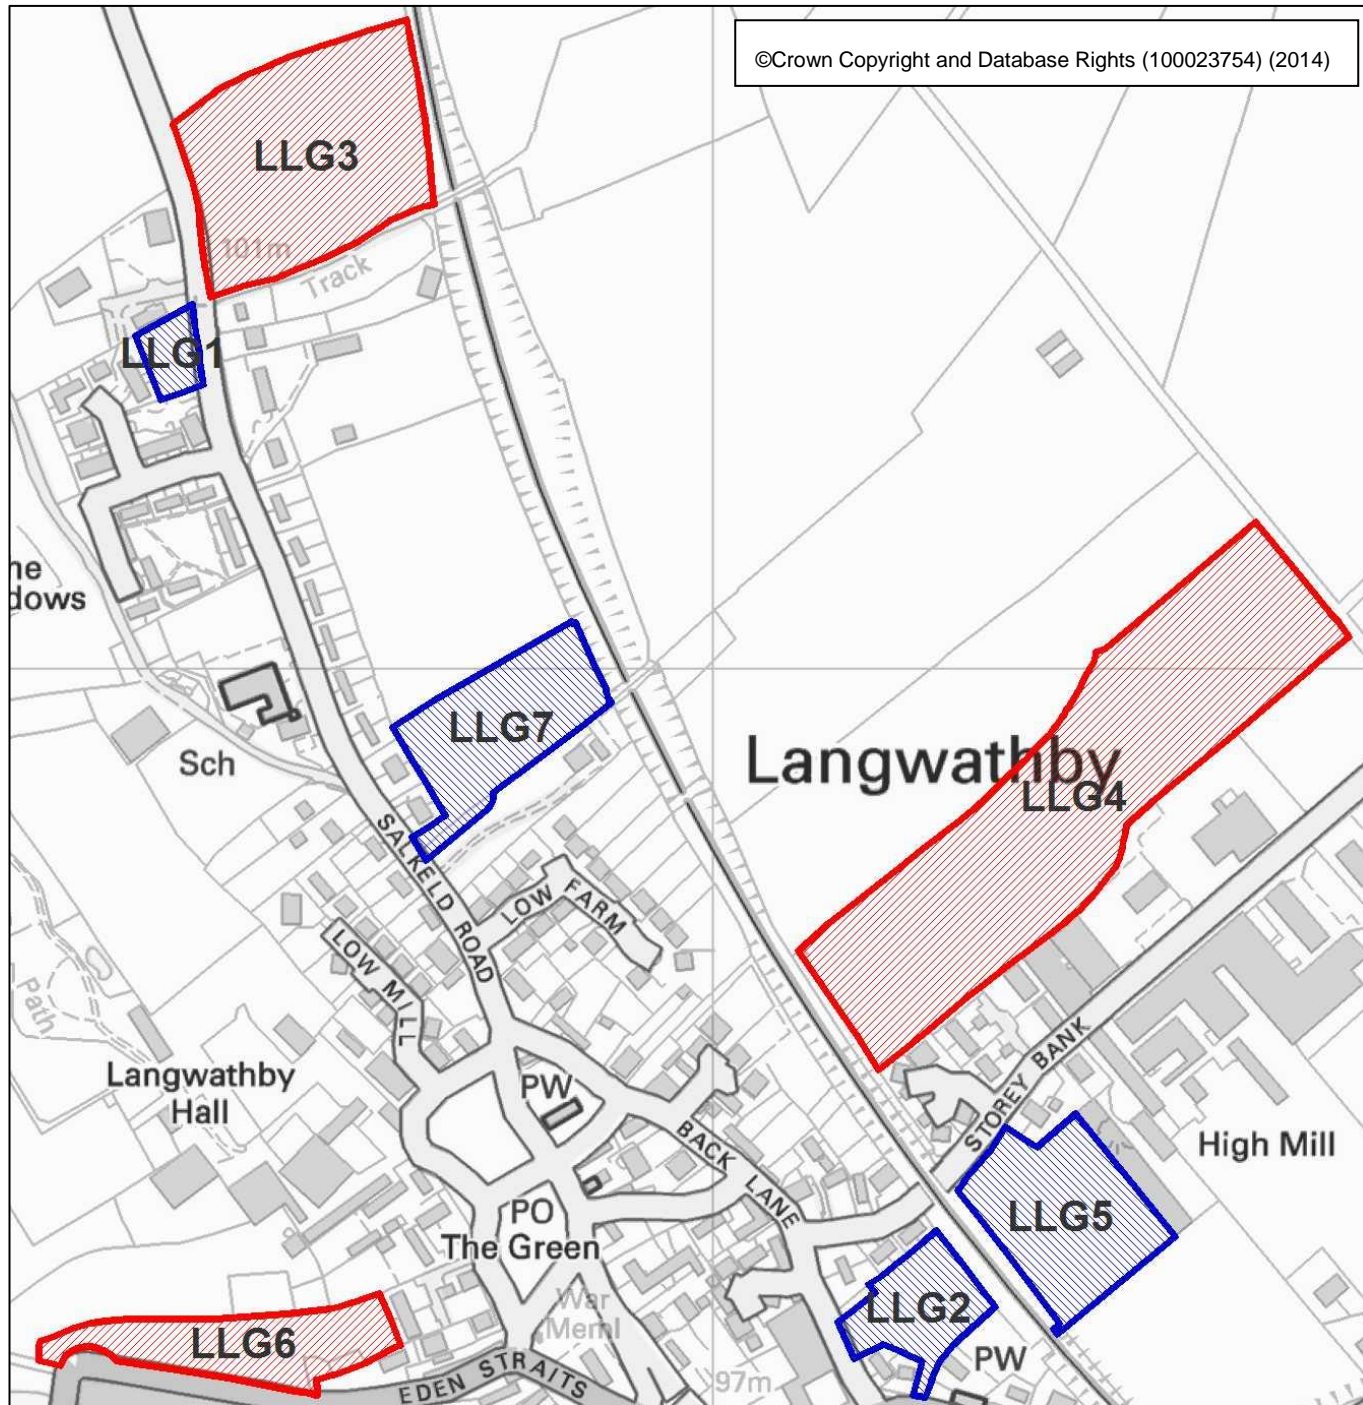 ©Crown Copyright and Database Rights (100023754) (2014)
LLG3
101m
Track
LLG1
dows
LLG7
Sch
Langwathby
LLG4
SALKELD ROAD
LOW FARM
LOW MILL
Path
Langwathby
Hall
PW
BACK LANE
STOREY BANK
High Mill
PO
The Green
LLG5
War
Meml
LLG2
LLG6
EDEN STRAITS
PW
97m